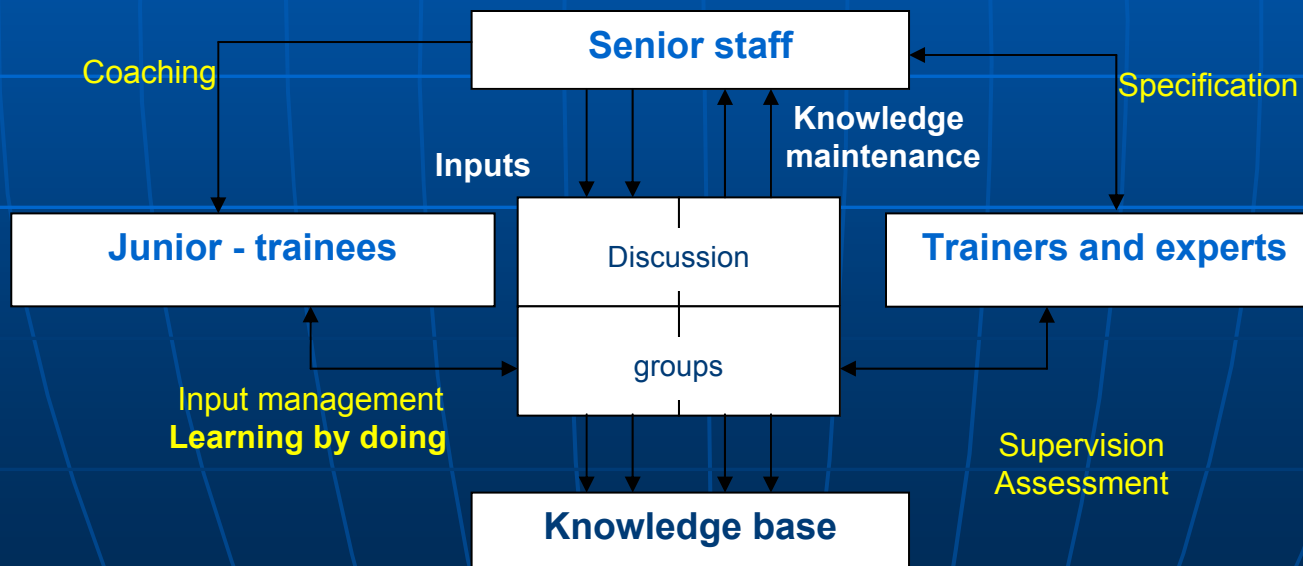 Senior staff
Coaching
Specification
Knowledge
maintenance
Inputs
Junior - trainees
Discussion
Trainers and experts
groups
Input management
Learning by doing
Supervision
Assessment
Knowledge base